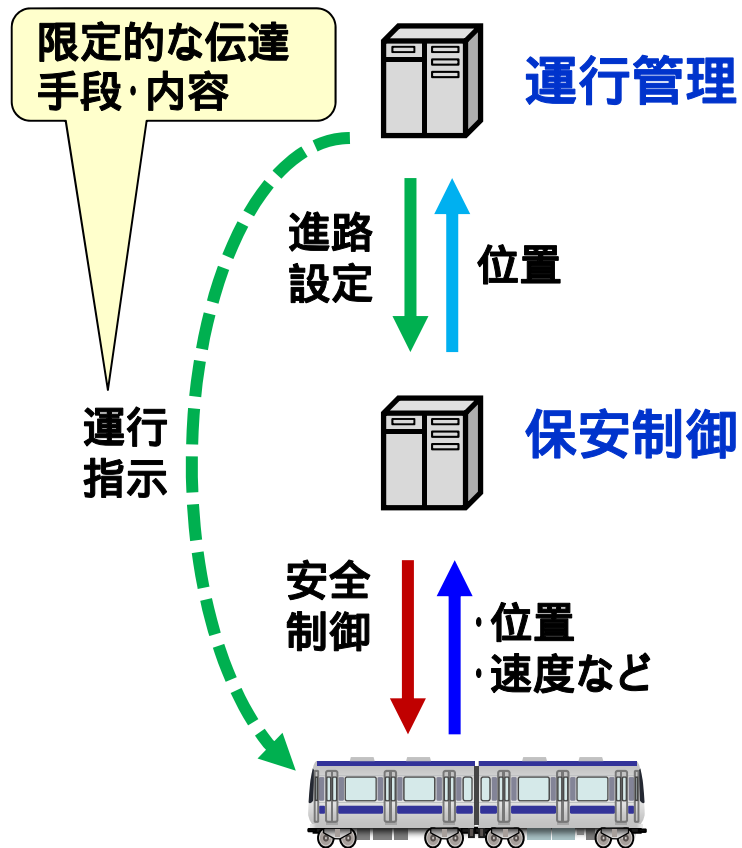 限定的な伝達
手段･内容
運行管理
進路
設定
位置
運行
指示
保安制御
安全
制御
･位置
･速度など